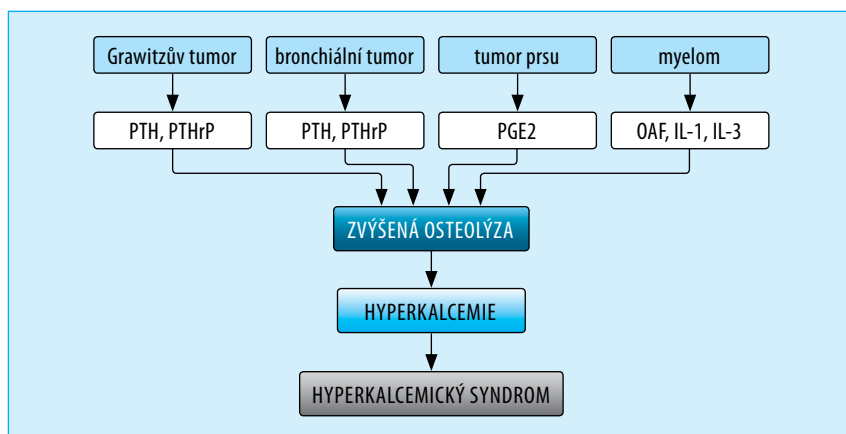 Grawitzův tumor
bronchiální tumor
tumor prsu
myelom
PTH, PTHrP
PTH, PTHrP
PGE2
OAF, IL-1, IL-3
ZVÝŠENÁ OSTEOLÝZA
HYPERKALCEMIE
HYPERKALCEMICKÝ SYNDROM